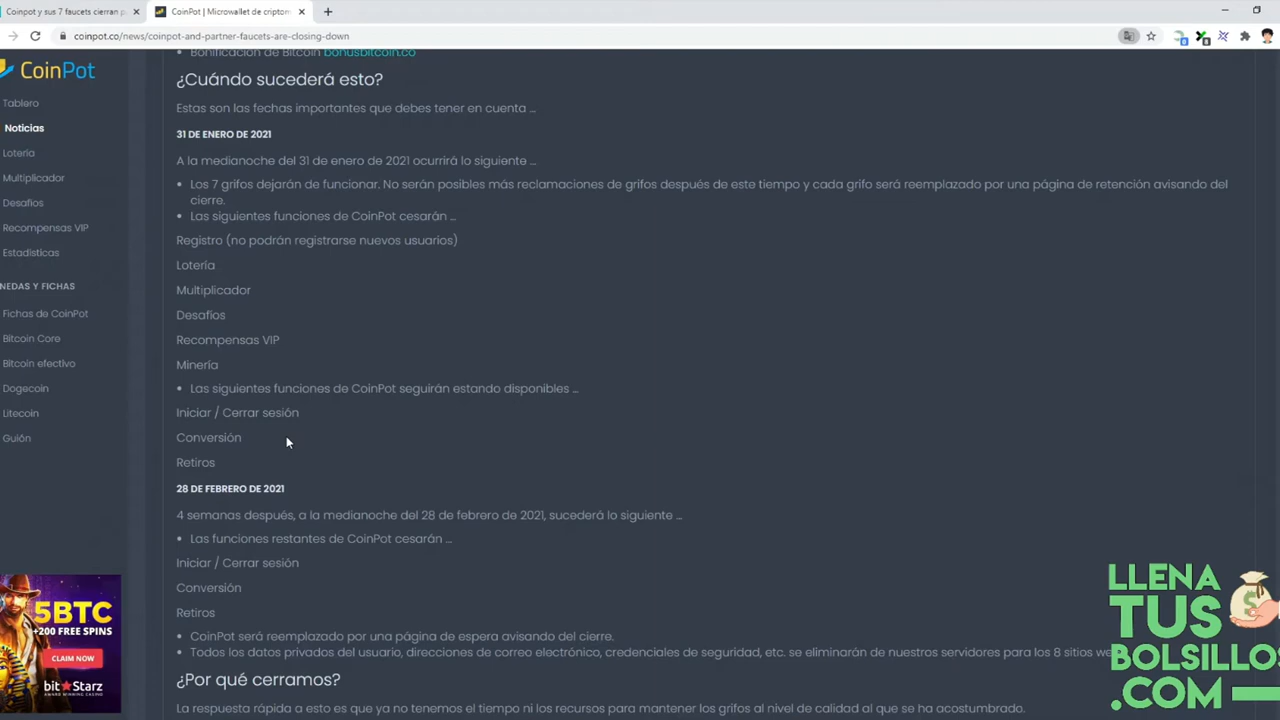 Coinpot y sus 7 faucets cierran p
CoinPot | Microwallet de cripton
coinpot.co/news/coinpot-and-partner-faucets-are-closing-down
CoinPot
Tablero
Noticias
Lotería
Multiplicador
Desafíos
Recompensas VIP
Estadísticas
NEDAS Y FICHAS
Fichas de CoinPot
Bitcoin Core
Bitcoin efectivo
Dogecoin
Litecoin
Guión
5BTC
+200 FREE SPINS
CLAIM NOW
bitstarz
• Bonificación de Bitcoin bonusbitcoin.co
¿Cuándo sucederá esto?
Estas son las fechas importantes que debes tener en cuenta ...
31 DE ENERO DE 2021
A la medianoche del 31 de enero de 2021 ocurrirá lo siguiente ...
• Los 7 grifos dejarán de funcionar. No serán posibles más reclamaciones de grifos después de este tiempo y cada grifo será reemplazado por una página de retención avisando del
cierre.
• Las siguientes funciones de CoinPot cesarán ...
Registro (no podrán registrarse nuevos usuarios)
Lotería
Multiplicador
Desafíos
Recompensas VIP
Minería
• Las siguientes funciones de CoinPot seguirán estando disponibles ...
Iniciar / Cerrar sesión
Conversión
Retiros
28 DE FEBRERO DE 2021
4 semanas después, a la medianoche del 28 de febrero de 2021, sucederá lo siguiente ...
• Las funciones restantes de CoinPot cesarán ...
Iniciar / Cerrar sesión
Conversión
Retiros
• CoinPot será reemplazado por una página de espera avisando del cierre.
• Todos los datos privados del usuario, direcciones de correo electrónico, credenciales de seguridad, etc. se eliminarán de nuestros servidores para los 8 sitios
¿Por qué cerramos?
La respuesta rápida a esto es que ya no tenemos el tiempo ni los recursos para mantener los grifos al nivel de calidad al que se ha acostumbrado.
LLENA
TUS
BOLSILLOS
.COM